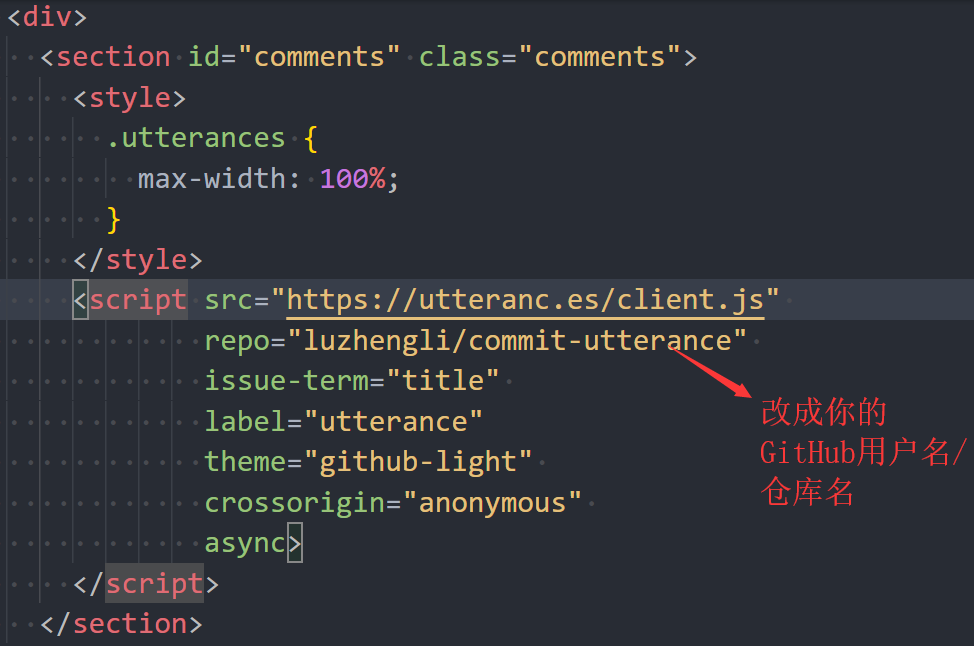 <div>
  <section id="comments" class="comments">
    <style>
      .utterances {
        max-width: 100%;
      }
    </style>
    <script src="https://utteranc.es/client.js"
            repo="luzhengli/commit-utterance"
            issue-term="title"
            label="utterance"
            theme="github-light"
            crossorigin="anonymous"
            async>
    </script>
  </section>
改成你的
GitHub用户名/
仓库名